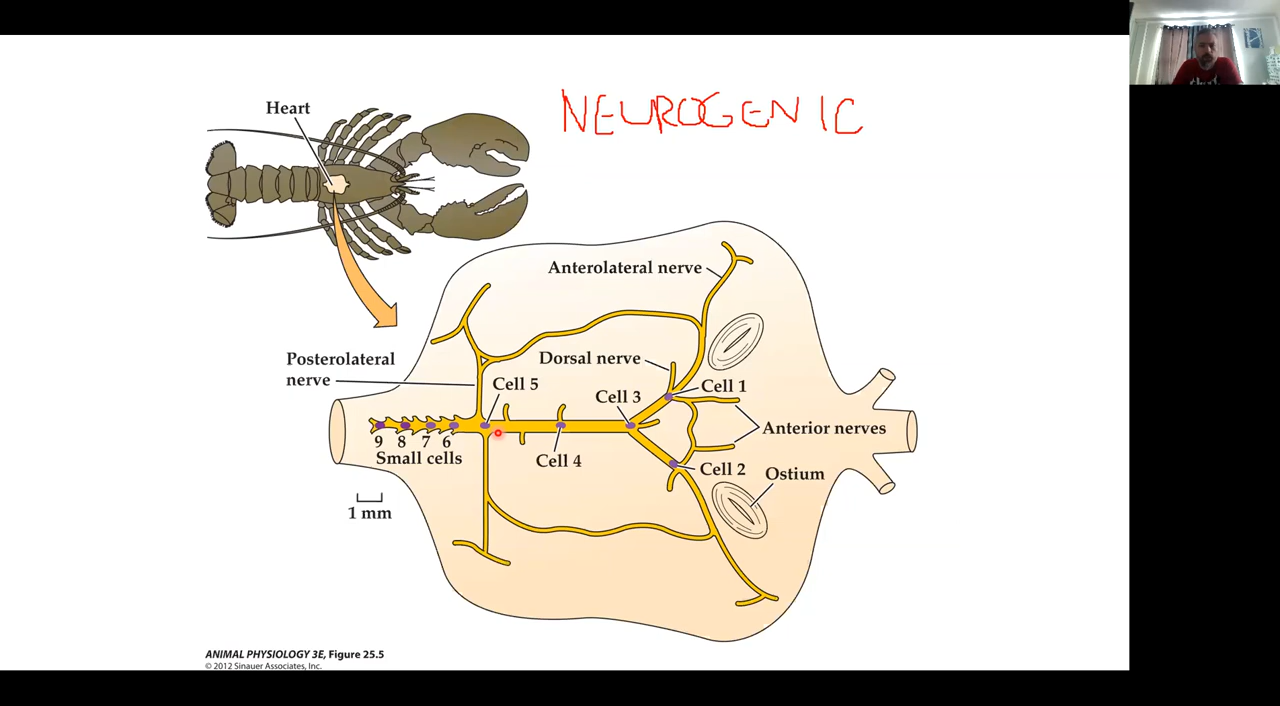 NEUROGENIC
Heart
Anterolateral nerve
Dorsal nerve
Posterolateral
nerve
Cell 5
Cell 3
Cell 1
Anterior nerves
9 8 7 6
Small cells
Cell 4
Cell 2
Ostium
1 mm
ANIMAL PHYSIOLOGY 3E, Figure 25.5
© 2012 Sinauer Associates, Inc.